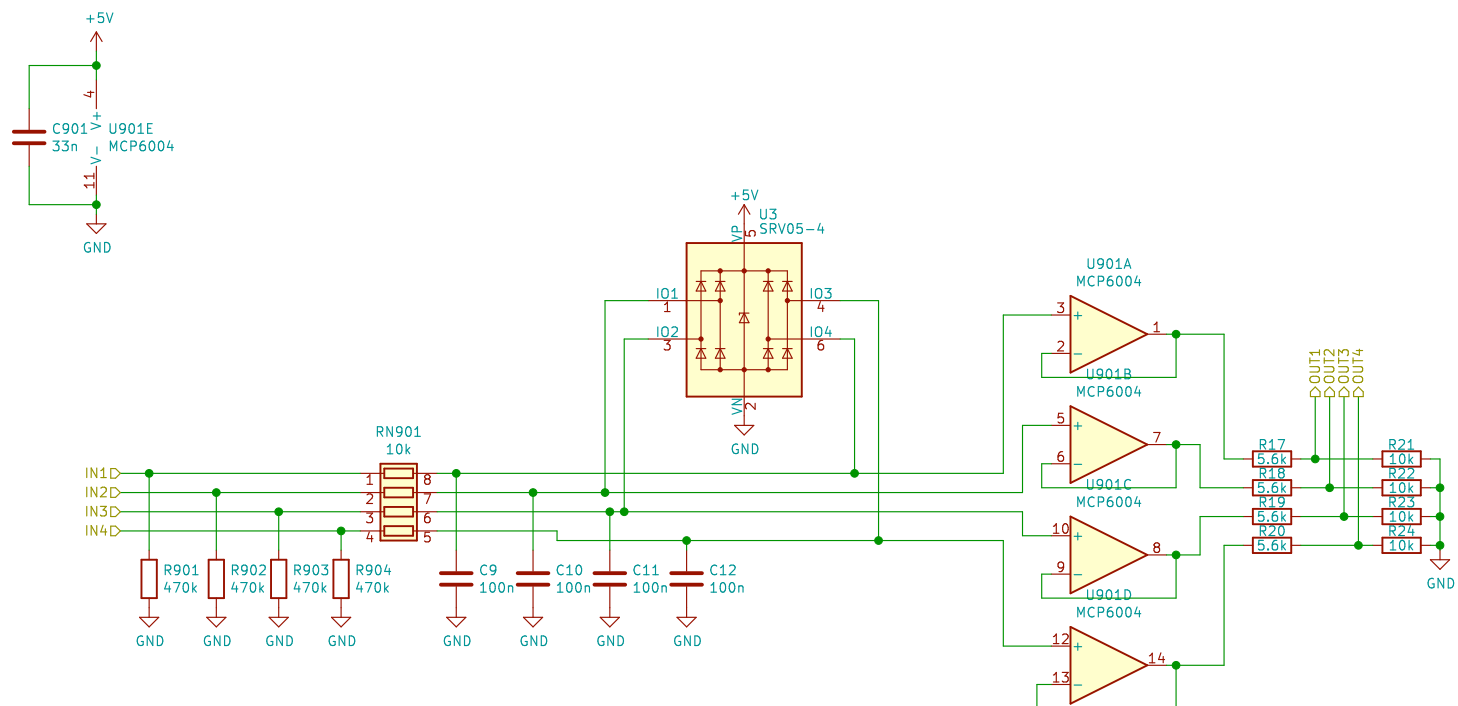 +5V
4
V+
C901
33n
U901E
MCP6004
V-
11
GND
+5V
U3
SRV05-4
VP
5
IO1
1
IO2
3
IO3
4
IO4
6
VN
2
GND
U901A
MCP6004
3
+
2
-
1
U901B
MCP6004
5
+
6
-
7
U901C
MCP6004
10
+
9
-
8
U901D
MCP6004
12
+
13
-
14
OUT1
OUT2
OUT3
OUT4
R17
5.6k
R18
5.6k
R19
5.6k
R20
5.6k
R21
10k
R22
10k
R23
10k
R24
10k
GND
RN901
10k
IN1
IN2
IN3
IN4
1
2
3
4
8
7
6
5
R901
470k
R902
470k
R903
470k
R904
470k
C9
100n
C10
100n
C11
100n
C12
100n
GND
GND
GND
GND
GND
GND
GND
GND